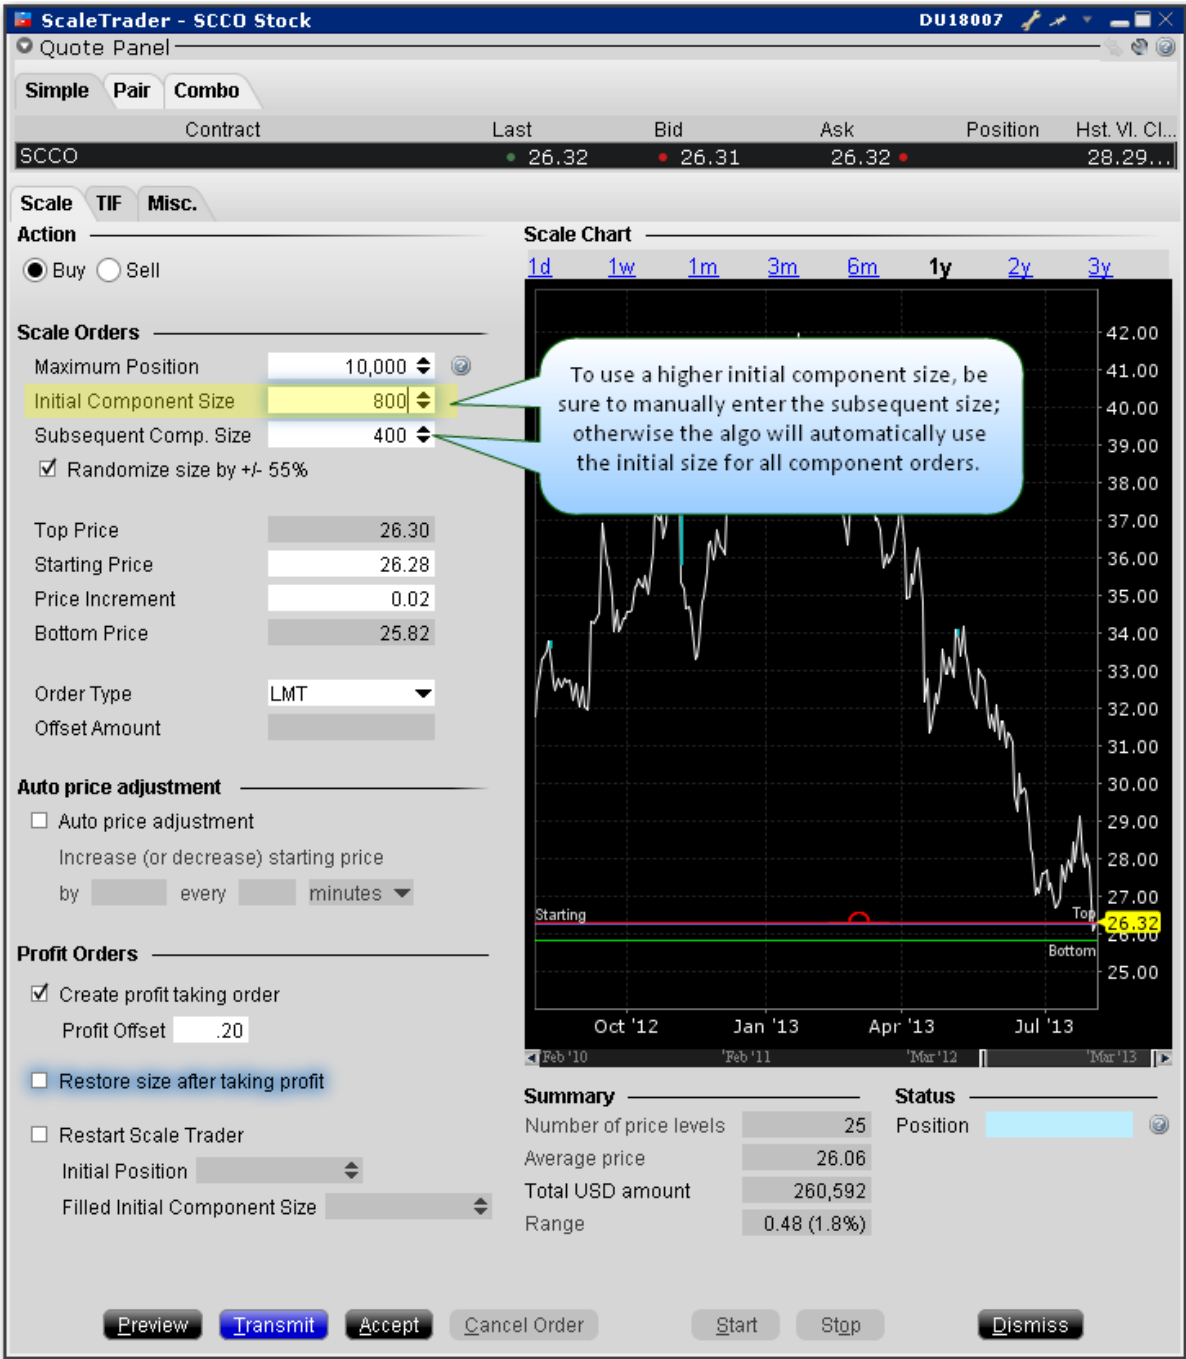 ScaleTrader - SCCO Stock DU18007
Quote Panel
Simple Pair Combo
Contract Last Bid Ask Position Hst. Vl. Cl...
SCCO 26.32 26.31 26.32 28.29...
Scale TIF Misc.
Action
Buy Sell
Scale Orders
Maximum Position 10,000
Initial Component Size 800
Subsequent Comp. Size 400
Randomize size by +/- 55%
Top Price 26.30
Starting Price 26.28
Price Increment 0.02
Bottom Price 25.82
Order Type LMT
Offset Amount
Auto price adjustment
Auto price adjustment
Increase (or decrease) starting price
by every minutes
Profit Orders
Create profit taking order
Profit Offset .20
Restore size after taking profit
Restart Scale Trader
Initial Position
Filled Initial Component Size
Scale Chart
1d 1w 1m 3m 6m 1y 2y 3y
To use a higher initial component size, be
sure to manually enter the subsequent size;
otherwise the algo will automatically use
the initial size for all component orders.
42.00
41.00
40.00
39.00
38.00
37.00
36.00
35.00
34.00
33.00
32.00
31.00
30.00
29.00
28.00
27.00
Starting Top
26.32
26.00
Bottom
25.00
Oct '12 Jan '13 Apr '13 Jul '13
Feb '10 'Feb '11 'Mar '12 'Mar '13
Summary
Number of price levels 25
Average price 26.06
Total USD amount 260,592
Range 0.48 (1.8%)
Status
Position
Preview Transmit Accept Cancel Order Start Stop Dismiss